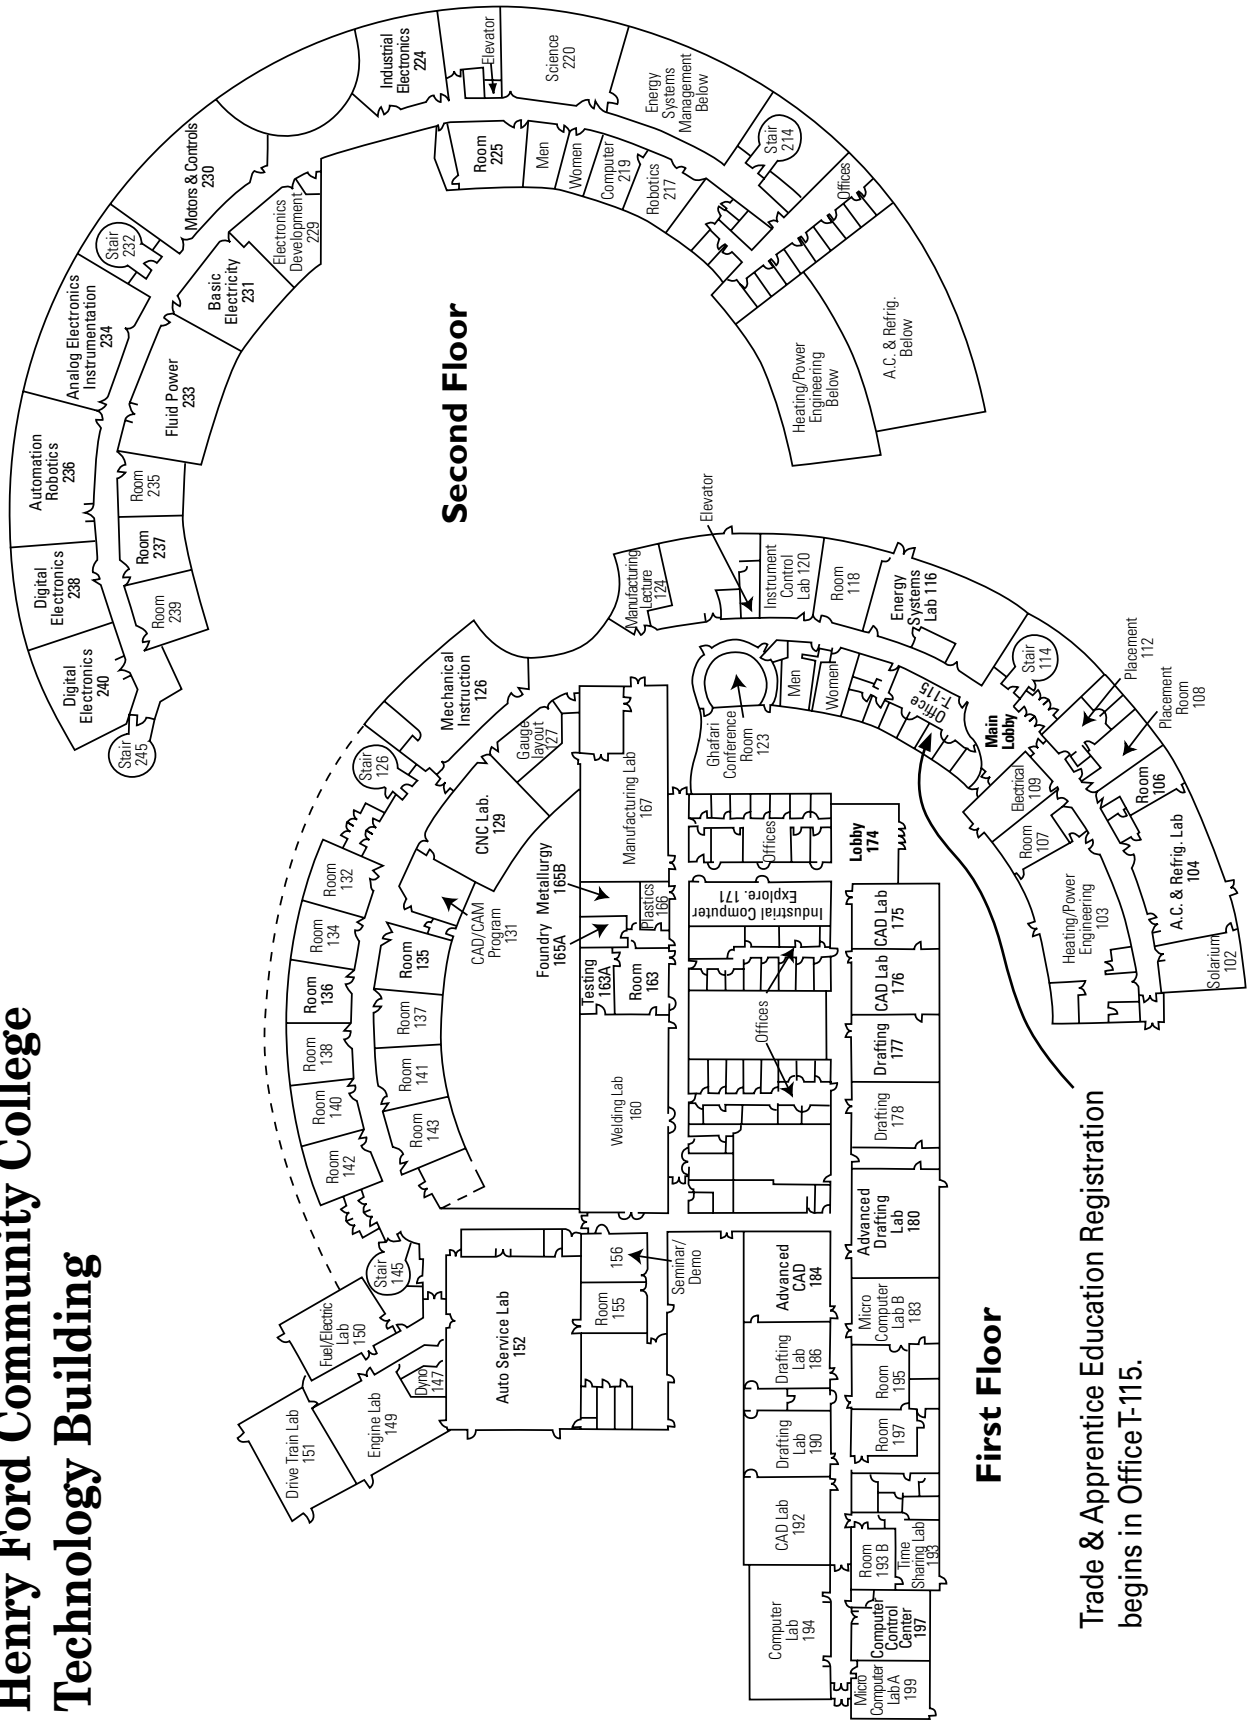 Henry Ford Community College
Technology Building
Second Floor
Industrial
Electronics
224
Elevator
Science
220
Energy
Systems
Management
Below
Stair
214
Offices
A.C. & Refrig.
Below
Heating/Power
Engineering
Below
Robotics
217
Computer
219
Women
Men
Room
225
Motors & Controls
230
Electronics
Development
229
Stair
232
Basic
Electricity
231
Analog Electronics
Instrumentation
234
Fluid Power
233
Automation
Robotics
236
Room
235
Room
237
Digital
Electronics
238
Room
239
Digital
Electronics
240
Stair
245
First Floor
Elevator
Manufacturing
Lecture
124
Instrument
Control
Lab 120
Room
118
Energy
Systems
Lab 116
Stair
114
Placement
112
Placement
Room
108
Room
106
A.C. & Refrig. Lab
104
Solarium
102
Heating/Power
Engineering
103
Room
107
Electrical
109
Main
Lobby
Office
T-115
Women
Men
Ghafari
Conference
Room
123
Mechanical
Instruction
126
Stair
126
Gauge
layout
127
CNC Lab.
129
CAD/CAM
Program
131
Room
132
Room
134
Room
136
Room
138
Room
140
Room
142
Room
135
Room
137
Room
141
Room
143
Stair
145
Fuel/Electric
Lab
150
Drive Train Lab
151
Engine Lab
149
Dyno
147
Auto Service Lab
152
Room
155
156
Seminar/
Demo
Manufacturing Lab
167
Metallurgy
165B
Foundry
165A
Plastics
166
Testing
163A
Room
163
Welding Lab
160
Offices
Industrial Computer
Explore. 171
Offices
Lobby
174
CAD Lab
175
CAD Lab
176
Drafting
177
Drafting
178
Advanced
Drafting
Lab
180
Micro
Computer
Lab B
183
Room
195
Room
197
Advanced
CAD
184
Drafting
Lab
186
Drafting
Lab
190
CAD Lab
192
Computer
Lab
194
Room
193 B
Time
Sharing Lab
193
Computer
Control
Center
197
Micro
Computer
Lab A
199
Trade & Apprentice Education Registration
begins in Office T-115.